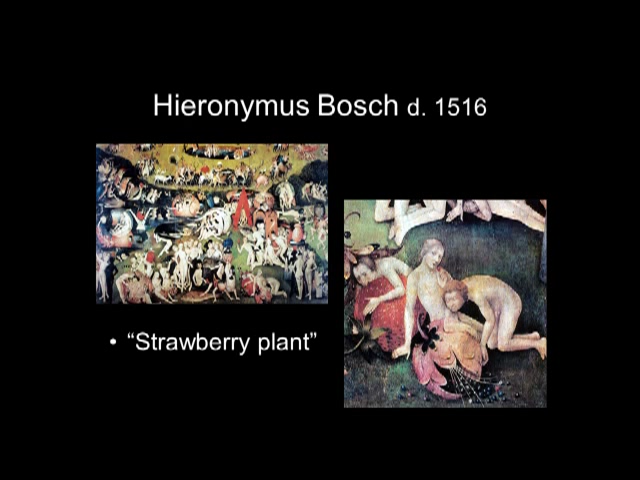 Hieronymus Bosch d. 1516
• “Strawberry plant”